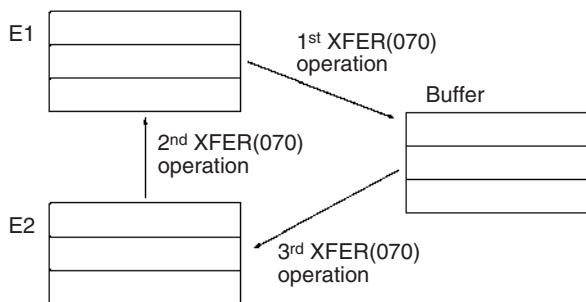 E1
1st XFER(070)
operation
Buffer
2nd XFER(070)
operation
E2
3rd XFER(070)
operation